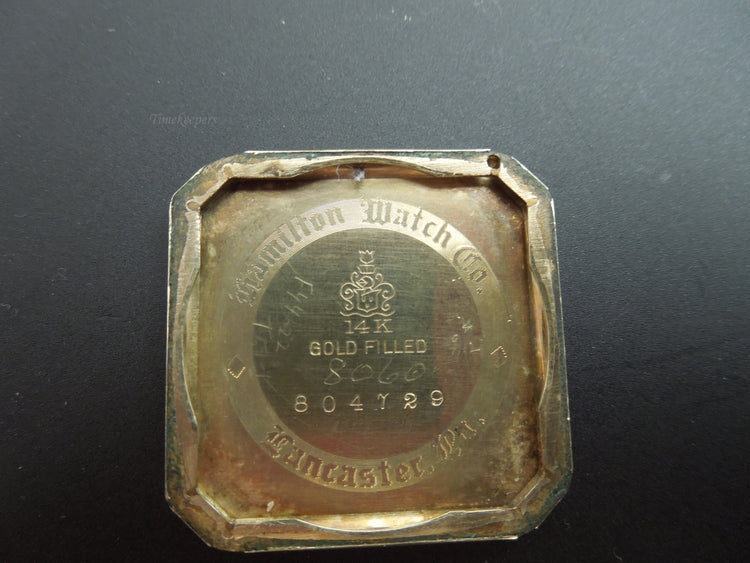 Timekeepers
Hamilton Watch Co.
14K
GOLD FILLED
8060
804729
Lancaster, Pa.